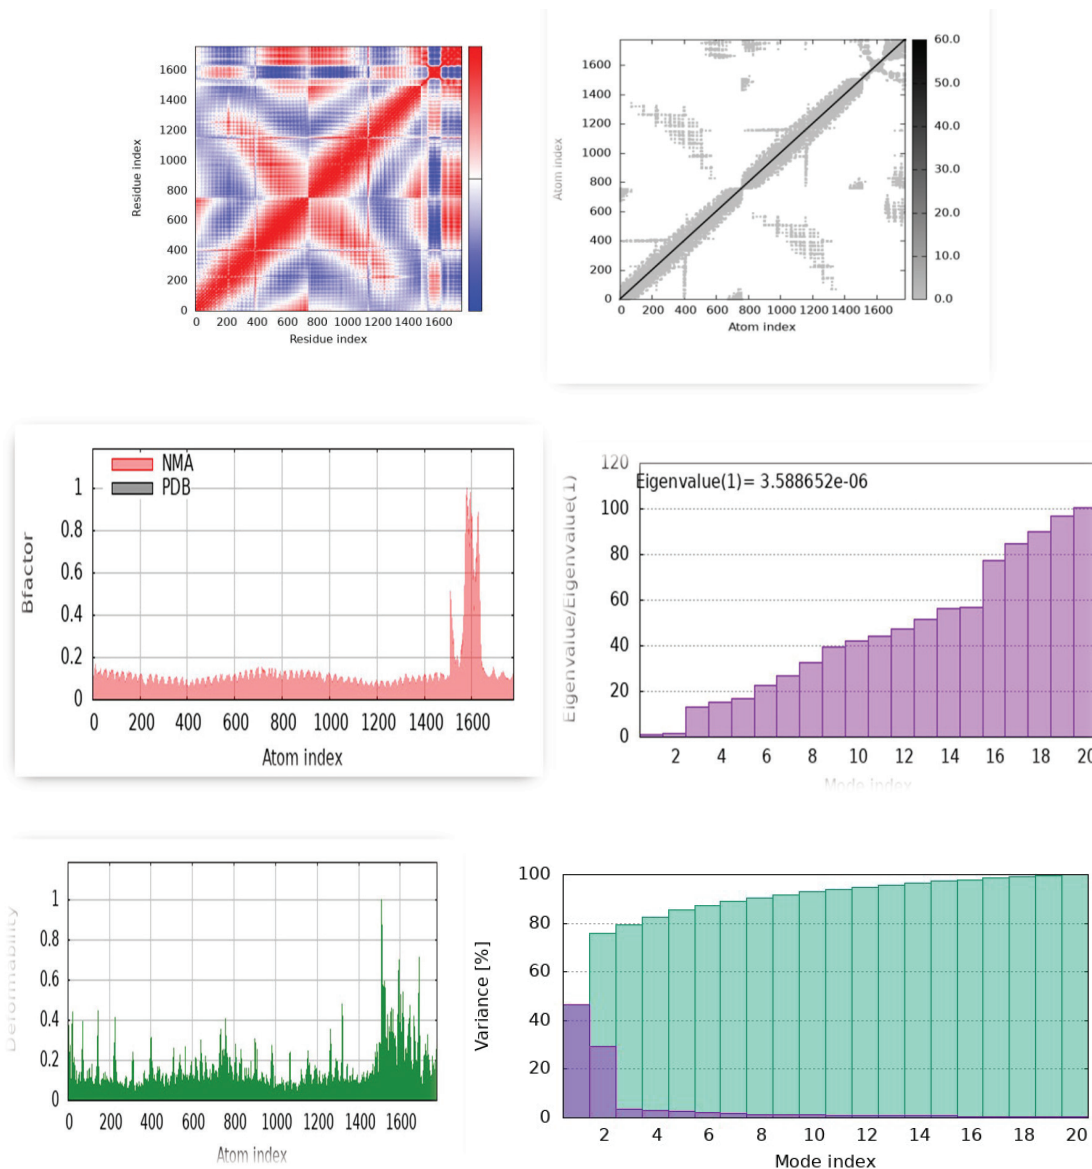 1600
1400
1200
1000
800
600
400
200
0
Residue index
0 200 400 600 800 1000 1200 1400 1600
Residue index
1600
1400
1200
1000
800
600
400
200
0
Atom index
0 200 400 600 800 1000 1200 1400 1600
Atom index
60.0
50.0
40.0
30.0
20.0
10.0
0.0
NMA
PDB
1
0.8
0.6
0.4
0.2
0
Bfactor
0 200 400 600 800 1000 1200 1400 1600
Atom index
Eigenvalue(1)= 3.588652e-06
120
100
80
60
40
20
0
Eigenvalue/Eigenvalue(1)
2 4 6 8 10 12 14 16 18 20
Mode index
1
0.8
0.6
0.4
0.2
0
Deformability
0 200 400 600 800 1000 1200 1400 1600
Atom index
100
80
60
40
20
0
Variance [%]
2 4 6 8 10 12 14 16 18 20
Mode index